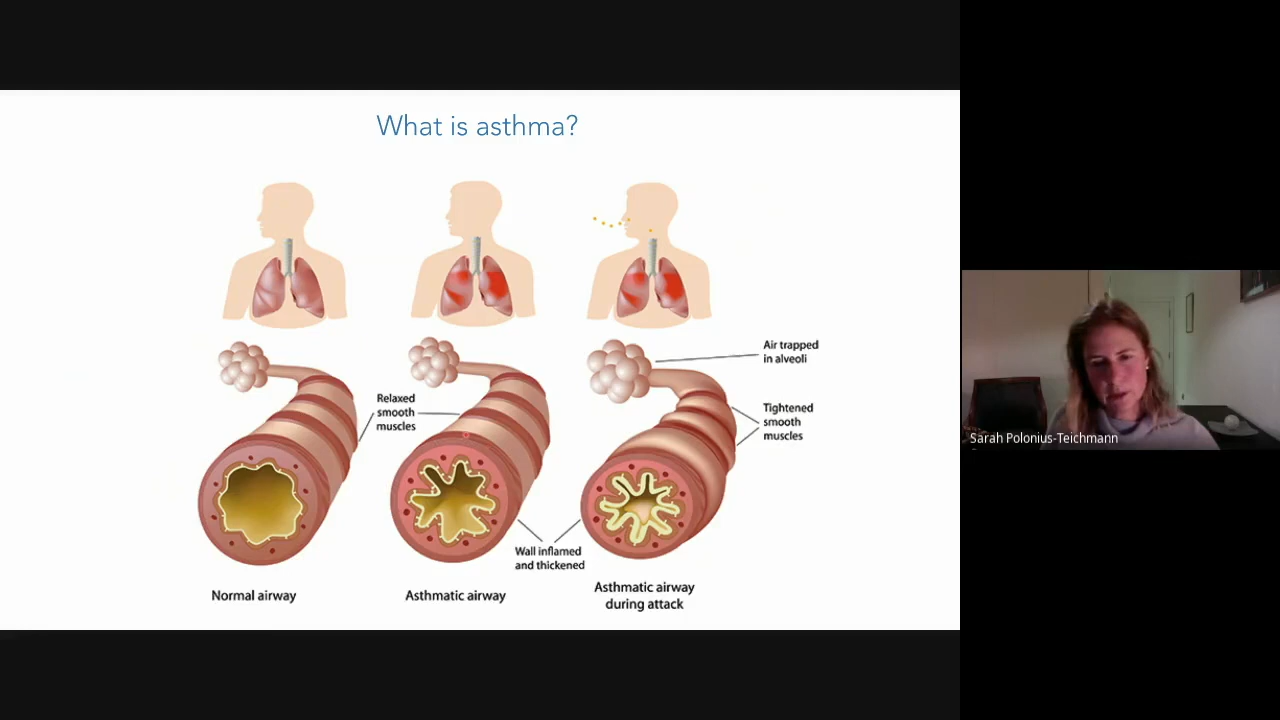 What is asthma?
Air trapped
in alveoli
Relaxed
smooth
muscles
Tightened
smooth
muscles
Wall inflamed
and thickened
Normal airway
Asthmatic airway
Asthmatic airway
during attack
Sarah Polonius-Teichmann